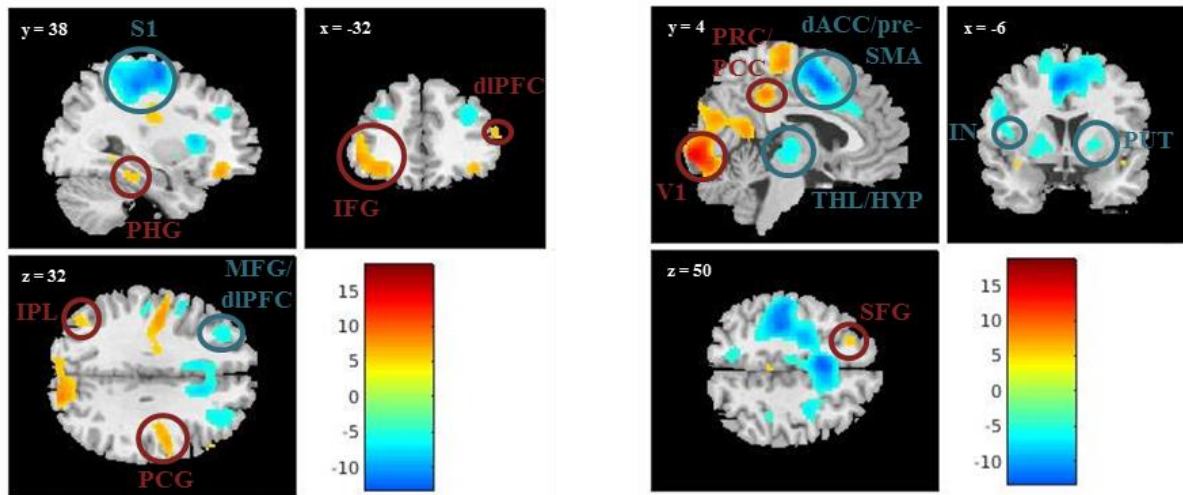 y = 38
S1
PHG
x = -32
dlPFC
IFG
z = 32
IPL
MFG/
dlPFC
PCG
15
10
5
0
-5
-10
y = 4
PRC/
PCC
dACC/pre-
SMA
V1
THL/HYP
x = -6
IN
PUT
z = 50
SFG
15
10
5
0
-5
-10